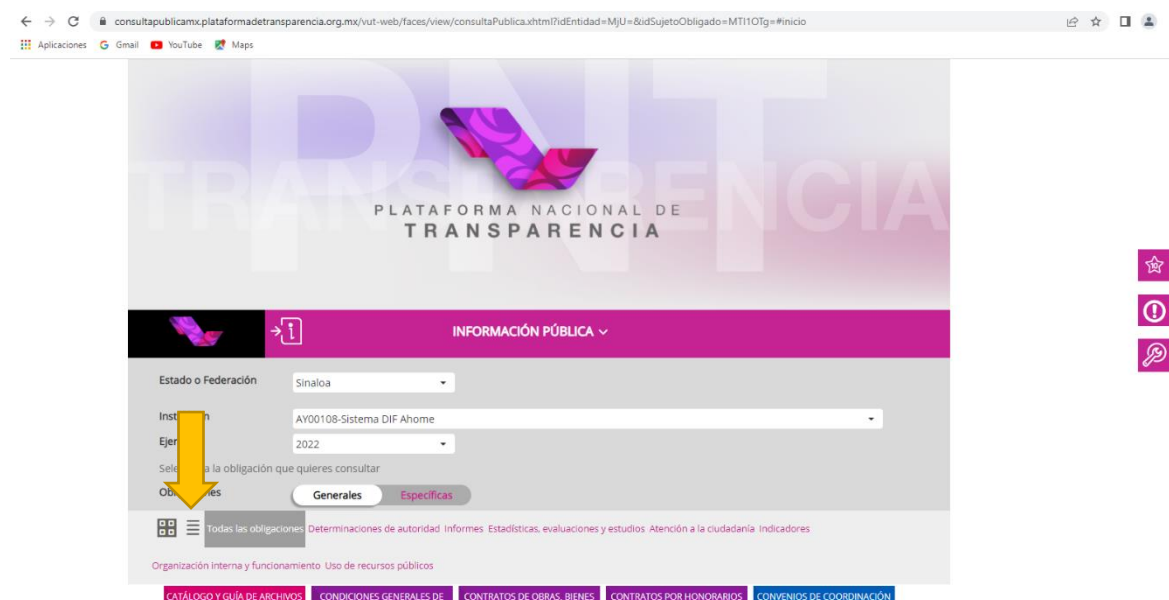 consultapublicamx.plataformadetransparencia.org.mx/vut-web/faces/view/consultaPublica.xhtml?idEntidad=MjU=&idSujetoObligado=MTI1OTg=#inicio
Aplicaciones Gmail YouTube Maps
PNT
TRANSPARENCIA
PLATAFORMA NACIONAL DE
TRANSPARENCIA
INFORMACIÓN PÚBLICA
Estado o Federación Sinaloa
AY00108-Sistema DIF Ahome
2022
la obligación que quieres consultar
Generales Específicas
Todas las obligaciones Determinaciones de autoridad Informes Estadísticas, evaluaciones y estudios Atención a la ciudadanía Indicadores
Organización interna y funcionamiento Uso de recursos públicos
CATÁLOGO Y GUÍA DE ARCHIVOS CONDICIONES GENERALES DE CONTRATOS DE OBRAS, BIENES CONTRATOS POR HONORARIOS CONVENIOS DE COORDINACIÓN